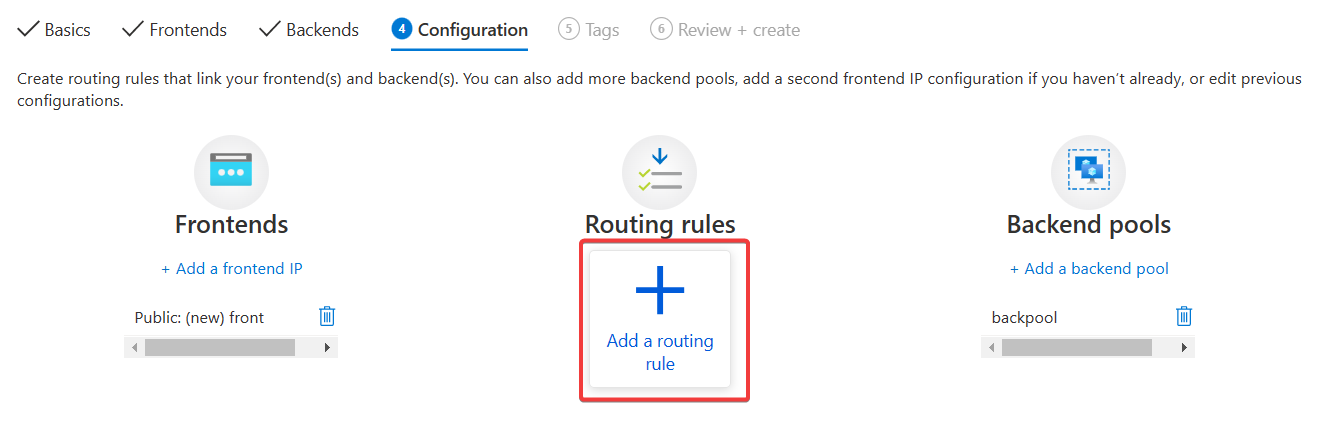 Basics Frontends Backends 4 Configuration 5 Tags 6 Review + create
Create routing rules that link your frontend(s) and backend(s). You can also add more backend pools, add a second frontend IP configuration if you haven’t already, or edit previous
configurations.
Frontends
+ Add a frontend IP
Public: (new) front
Routing rules
Add a routing
rule
Backend pools
+ Add a backend pool
backpool